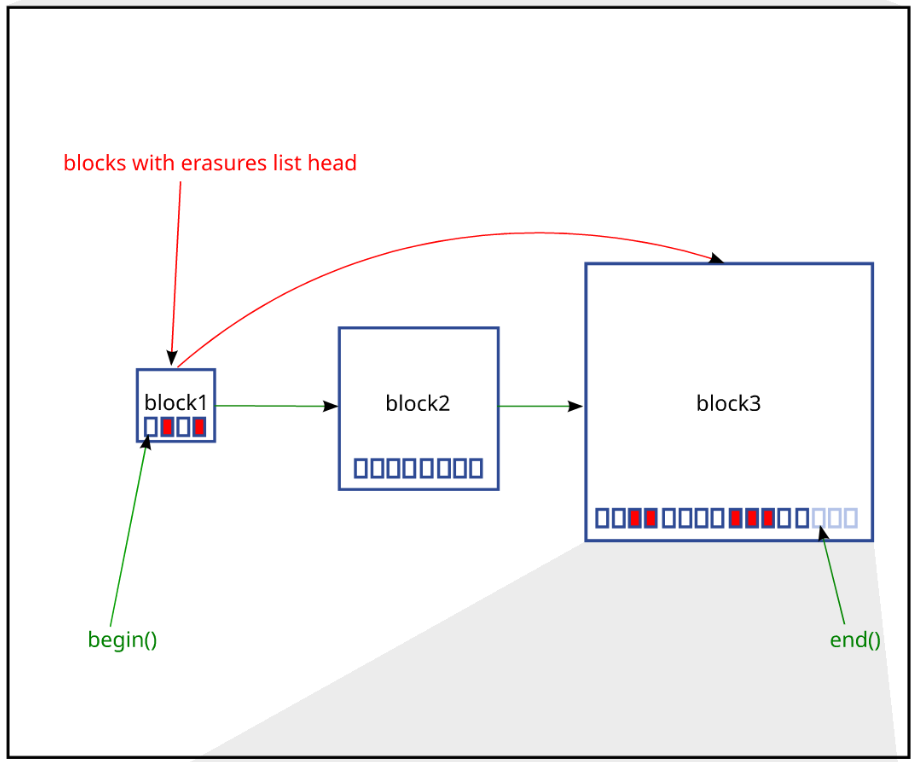 blocks with erasures list head
block1
block2
block3
begin()
end()